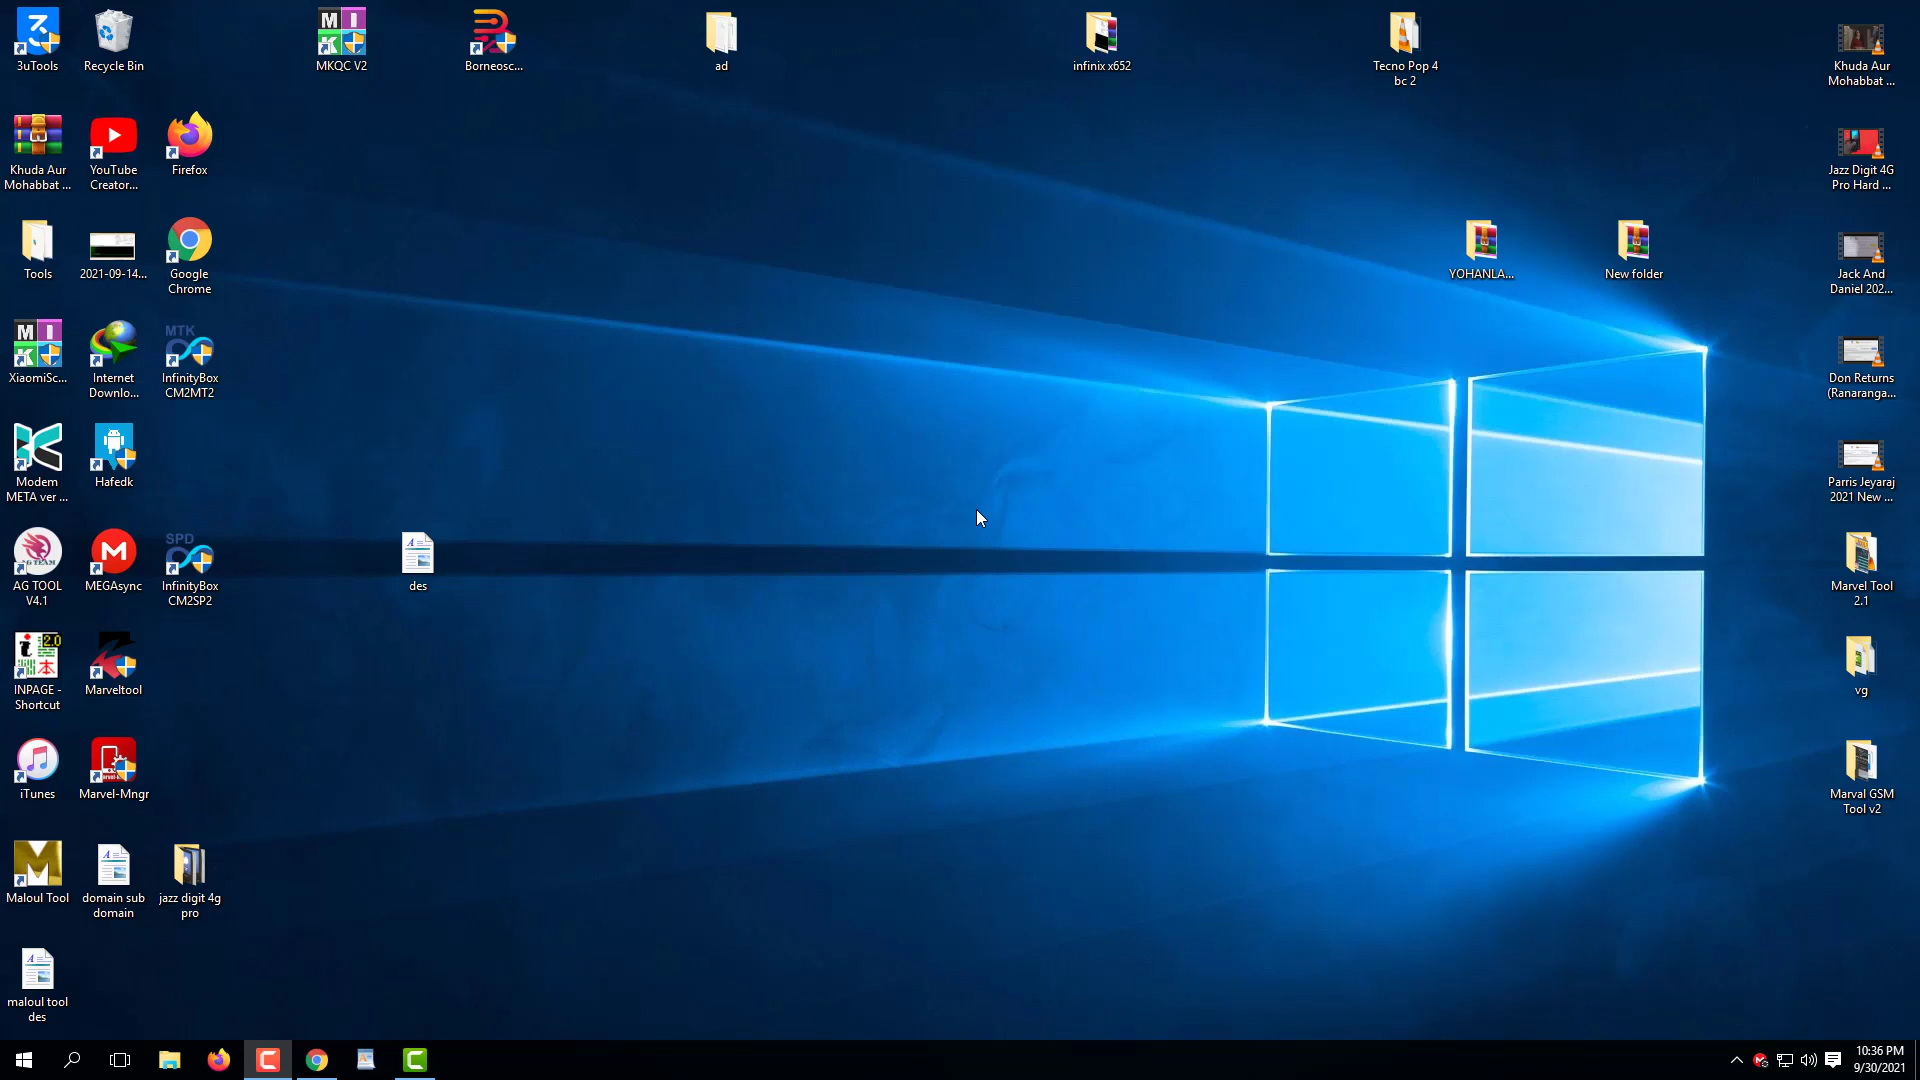 3uTools
Recycle Bin
MKQC V2
Borneosc...
ad
infinix x652
Tecno Pop 4
bc 2
Khuda Aur
Mohabbat ...
Khuda Aur
Mohabbat ...
YouTube
Creator...
Firefox
Jazz Digit 4G
Pro Hard ...
Tools
2021-09-14...
Google
Chrome
YOHANLA...
New folder
Jack And
Daniel 202...
XiaomiSc...
Internet
Downlo...
MTK
InfinityBox
CM2MT2
Don Returns
(Ranaranga...
Modem
META ver ...
Hafedk
Parris Jeyaraj
2021 New ...
AG TOOL
V4.1
MEGAsync
SPD
InfinityBox
CM2SP2
des
Marvel Tool
2.1
INPAGE -
Shortcut
Marveltool
vg
iTunes
Marvel-Mngr
Marval GSM
Tool v2
Maloul Tool
domain sub
domain
jazz digit 4g
pro
maloul tool
des
10:36 PM
9/30/2021